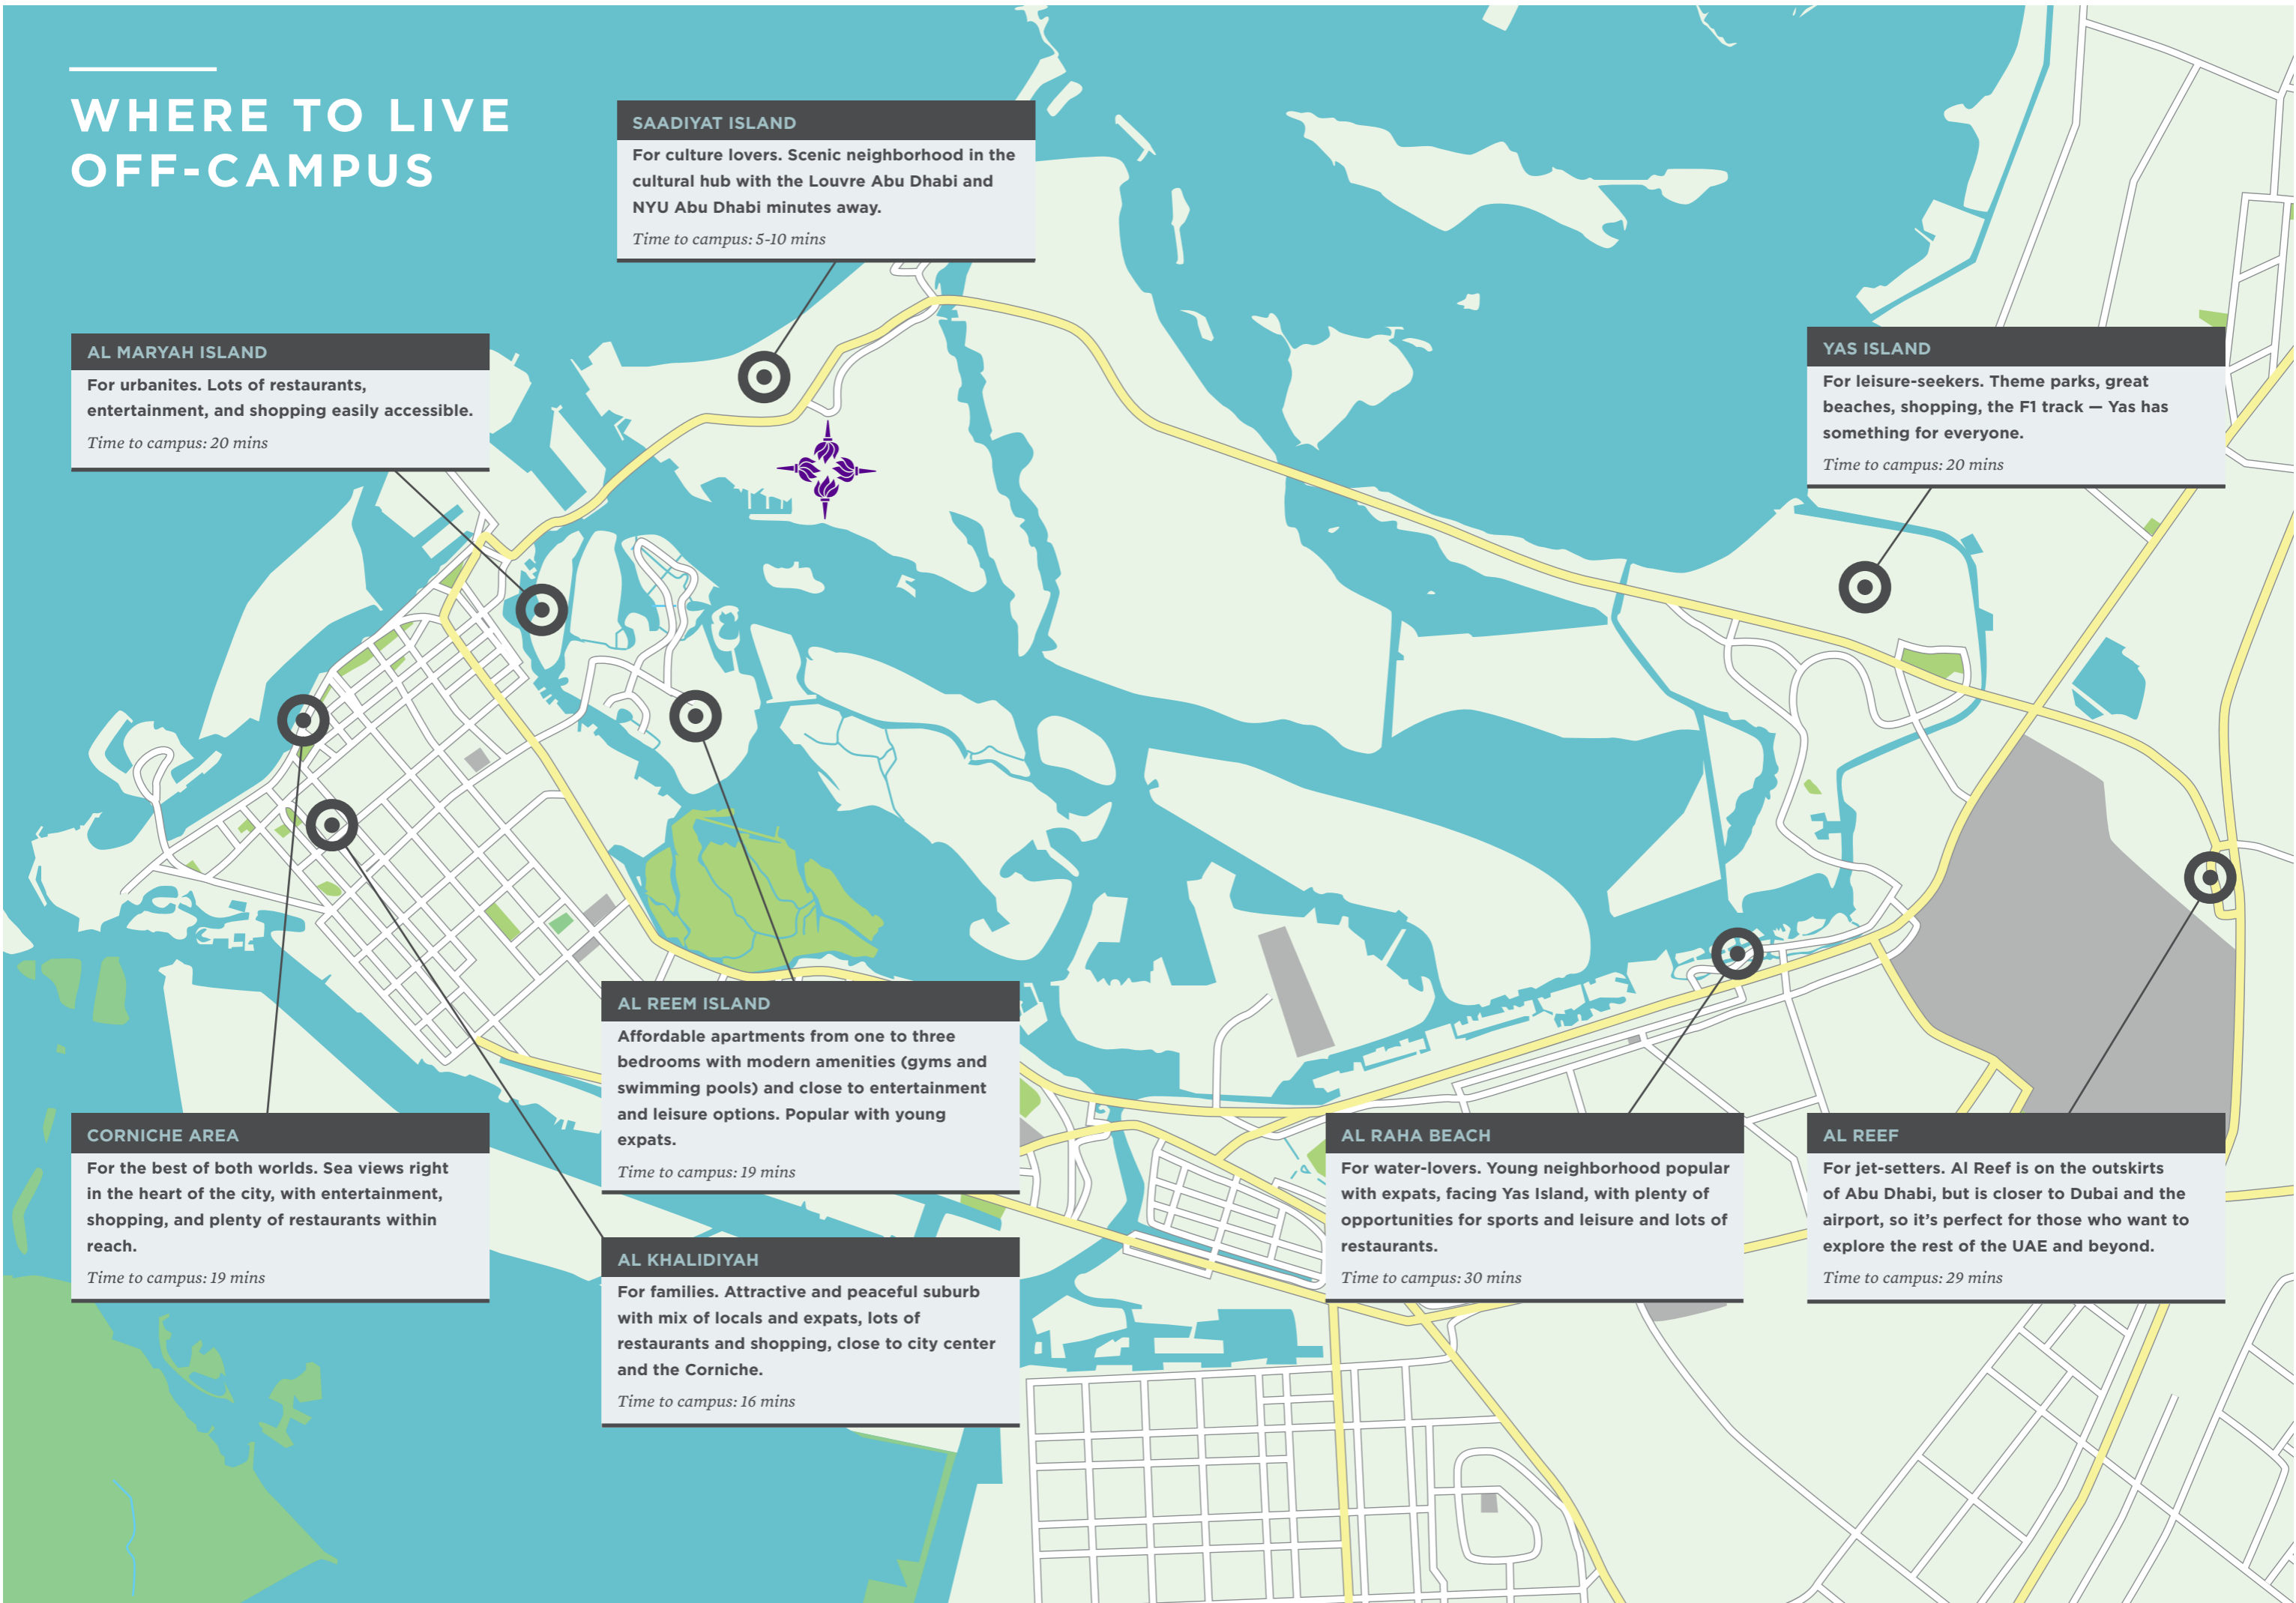 WHERE TO LIVE
OFF-CAMPUS
SAADIYAT ISLAND
For culture lovers. Scenic neighborhood in the
cultural hub with the Louvre Abu Dhabi and
NYU Abu Dhabi minutes away.
Time to campus: 5-10 mins
AL MARYAH ISLAND
For urbanites. Lots of restaurants,
entertainment, and shopping easily accessible.
Time to campus: 20 mins
YAS ISLAND
For leisure-seekers. Theme parks, great
beaches, shopping, the F1 track — Yas has
something for everyone.
Time to campus: 20 mins
AL REEM ISLAND
Affordable apartments from one to three
bedrooms with modern amenities (gyms and
swimming pools) and close to entertainment
and leisure options. Popular with young
expats.
Time to campus: 19 mins
CORNICHE AREA
For the best of both worlds. Sea views right
in the heart of the city, with entertainment,
shopping, and plenty of restaurants within
reach.
Time to campus: 19 mins
AL KHALIDIYAH
For families. Attractive and peaceful suburb
with mix of locals and expats, lots of
restaurants and shopping, close to city center
and the Corniche.
Time to campus: 16 mins
AL RAHA BEACH
For water-lovers. Young neighborhood popular
with expats, facing Yas Island, with plenty of
opportunities for sports and leisure and lots of
restaurants.
Time to campus: 30 mins
AL REEF
For jet-setters. Al Reef is on the outskirts
of Abu Dhabi, but is closer to Dubai and the
airport, so it's perfect for those who want to
explore the rest of the UAE and beyond.
Time to campus: 29 mins